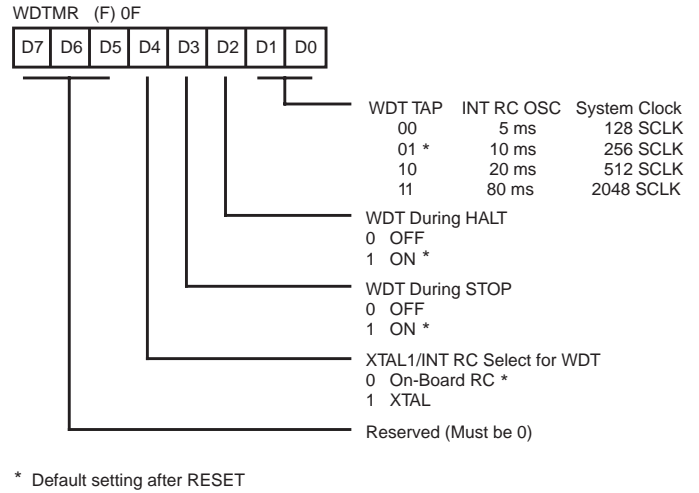 WDTMR (F) 0F
D7 D6 D5 D4 D3 D2 D1 D0
WDT TAP INT RC OSC System Clock
00 5 ms 128 SCLK
01 * 10 ms 256 SCLK
10 20 ms 512 SCLK
11 80 ms 2048 SCLK
WDT During HALT
0 OFF
1 ON *
WDT During STOP
0 OFF
1 ON *
XTAL1/INT RC Select for WDT
0 On-Board RC *
1 XTAL
Reserved (Must be 0)
* Default setting after RESET